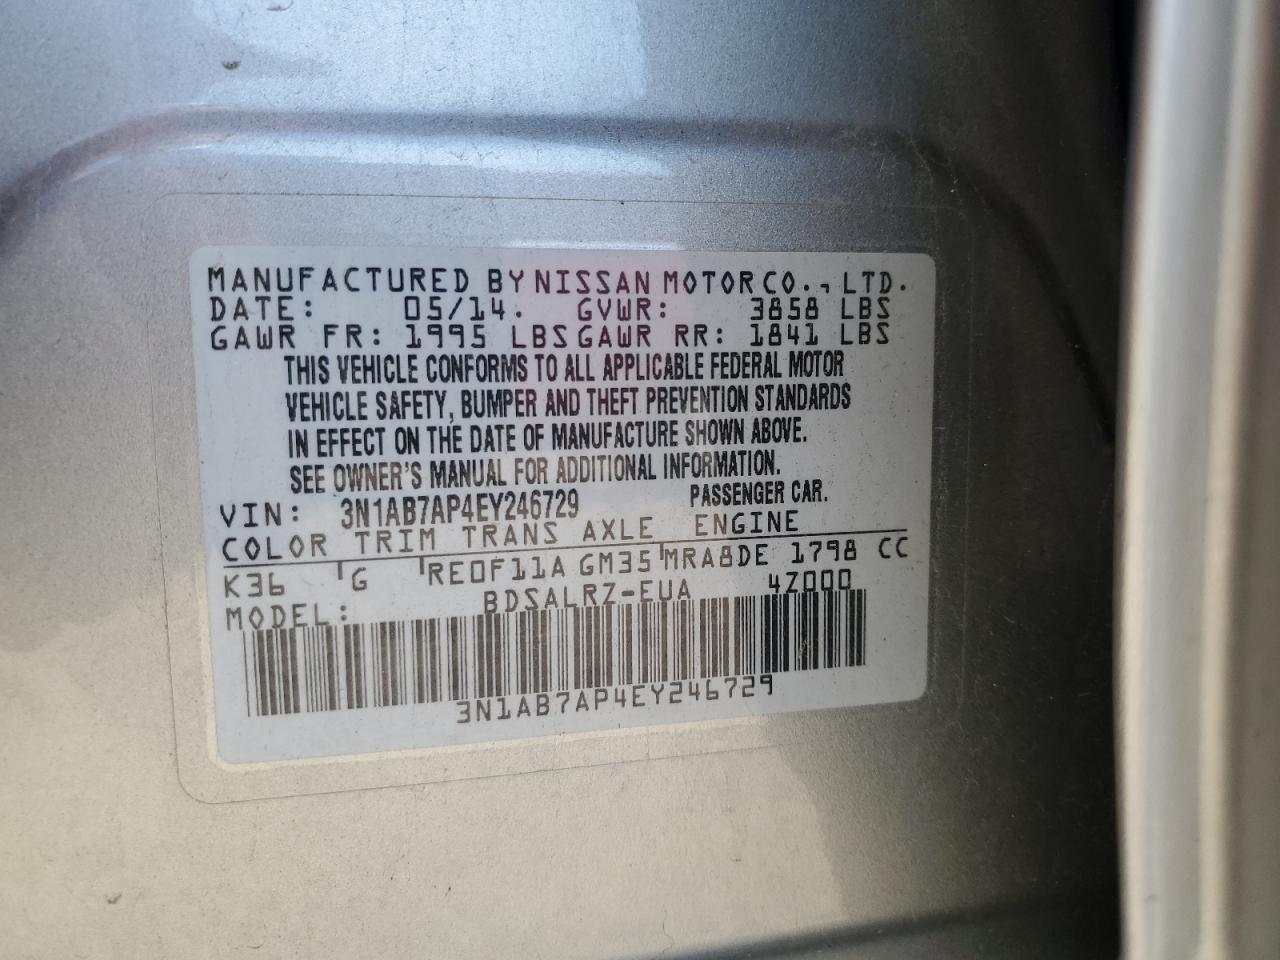 MANUFACTURED BY NISSAN MOTOR CO., LTD.
DATE: 05/14. GVWR: 3858 LBS
GAWR FR: 1995 LBS GAWR RR: 1841 LBS
THIS VEHICLE CONFORMS TO ALL APPLICABLE FEDERAL MOTOR
VEHICLE SAFETY, BUMPER AND THEFT PREVENTION STANDARDS
IN EFFECT ON THE DATE OF MANUFACTURE SHOWN ABOVE.
SEE OWNER'S MANUAL FOR ADDITIONAL INFORMATION.
VIN: 3N1AB7AP4EY246729 PASSENGER CAR.
COLOR TRIM TRANS AXLE ENGINE
K36 G RE0F11A GM35 MRA8DE 1798 CC
MODEL: BDSALRZ-EUA 4Z000
3N1AB7AP4EY246729